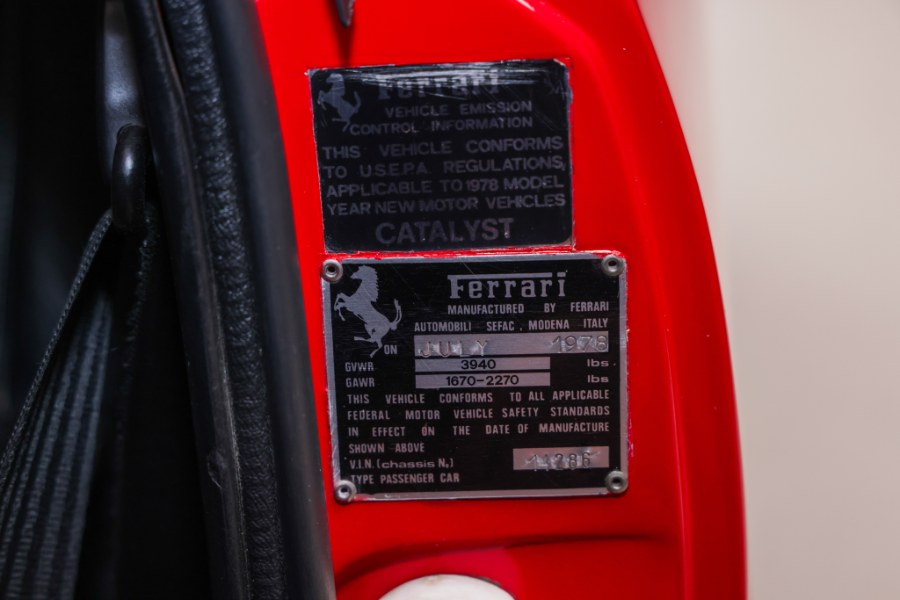 Ferrari
VEHICLE EMISSION
CONTROL INFORMATION
THIS VEHICLE CONFORMS
TO U.S.E.P.A. REGULATIONS,
APPLICABLE TO 1978 MODEL
YEAR NEW MOTOR VEHICLES
CATALYST
Ferrari
MANUFACTURED BY FERRARI
AUTOMOBILI SEFAC, MODENA ITALY
ON JULY 1978
GVWR 3940 lbs
GAWR 1670-2270 lbs
THIS VEHICLE CONFORMS TO ALL APPLICABLE
FEDERAL MOTOR VEHICLE SAFETY STANDARDS
IN EFFECT ON THE DATE OF MANUFACTURE
SHOWN ABOVE
V.I.N. (chassis N.)
TYPE PASSENGER CAR